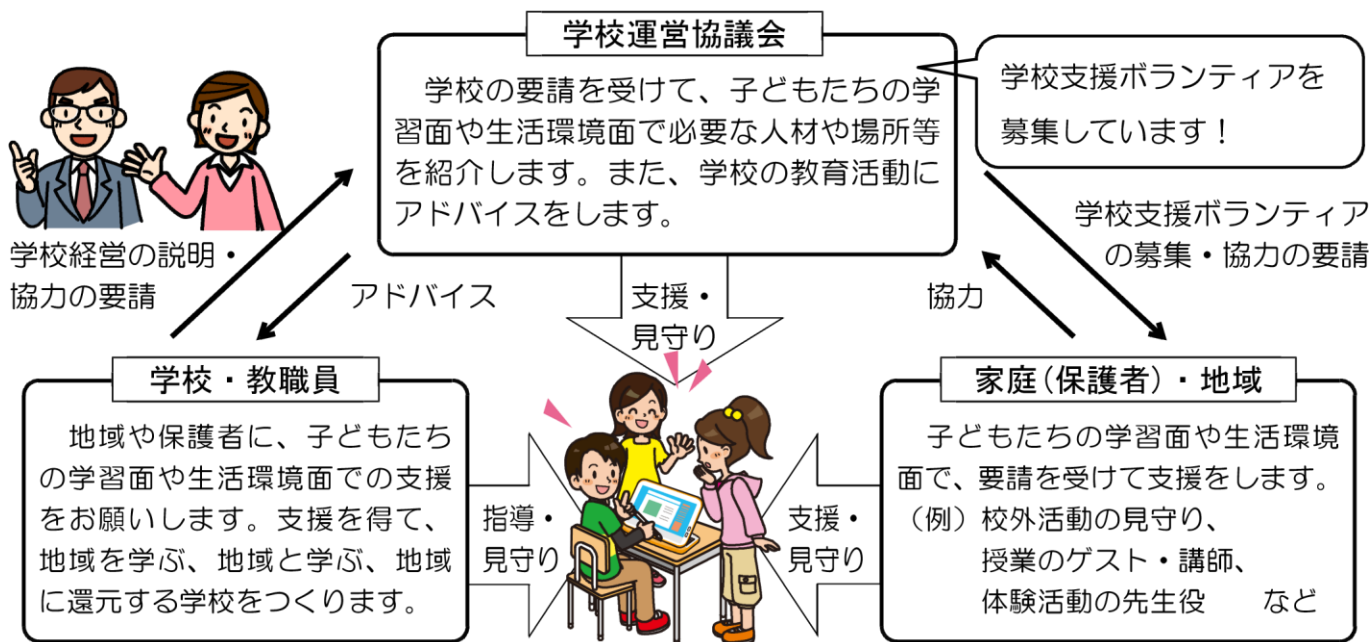 学校運営協議会
学校の要請を受けて、子どもたちの学
習面や生活環境面で必要な人材や場所等
を紹介します。また、学校の教育活動に
アドバイスをします。
学校支援ボランティアを
募集しています！
学校経営の説明・
協力の要請
アドバイス
支援・
見守り
協力
学校支援ボランティア
の募集・協力の要請
学校・教職員
地域や保護者に、子どもたち
の学習面や生活環境面での支援
をお願いします。支援を得て、
地域を学ぶ、地域と学ぶ、地域
に還元する学校をつくります。
指導・
見守り
支援・
見守り
家庭(保護者)・地域
子どもたちの学習面や生活環境
面で、要請を受けて支援をします。
（例）校外活動の見守り、
授業のゲスト・講師、
体験活動の先生役　など